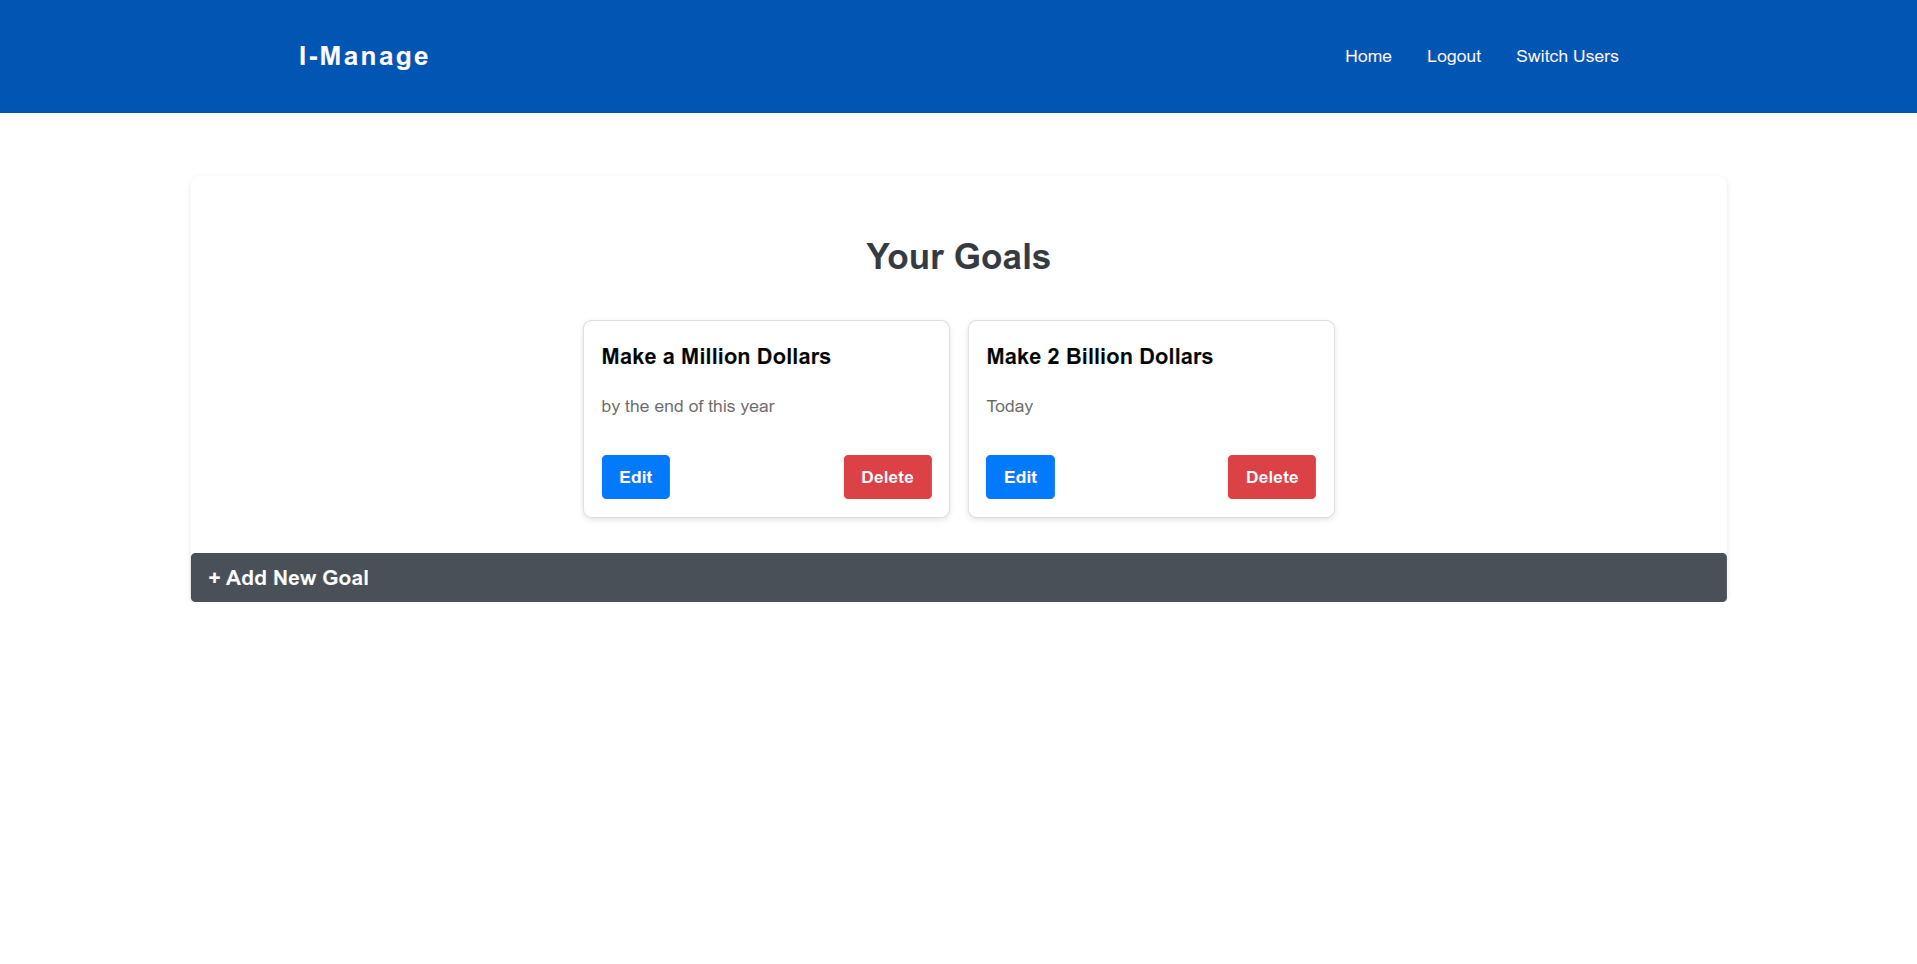 I-Manage
Home Logout Switch Users
Your Goals
Make a Million Dollars
by the end of this year
Edit Delete
Make 2 Billion Dollars
Today
Edit Delete
+ Add New Goal